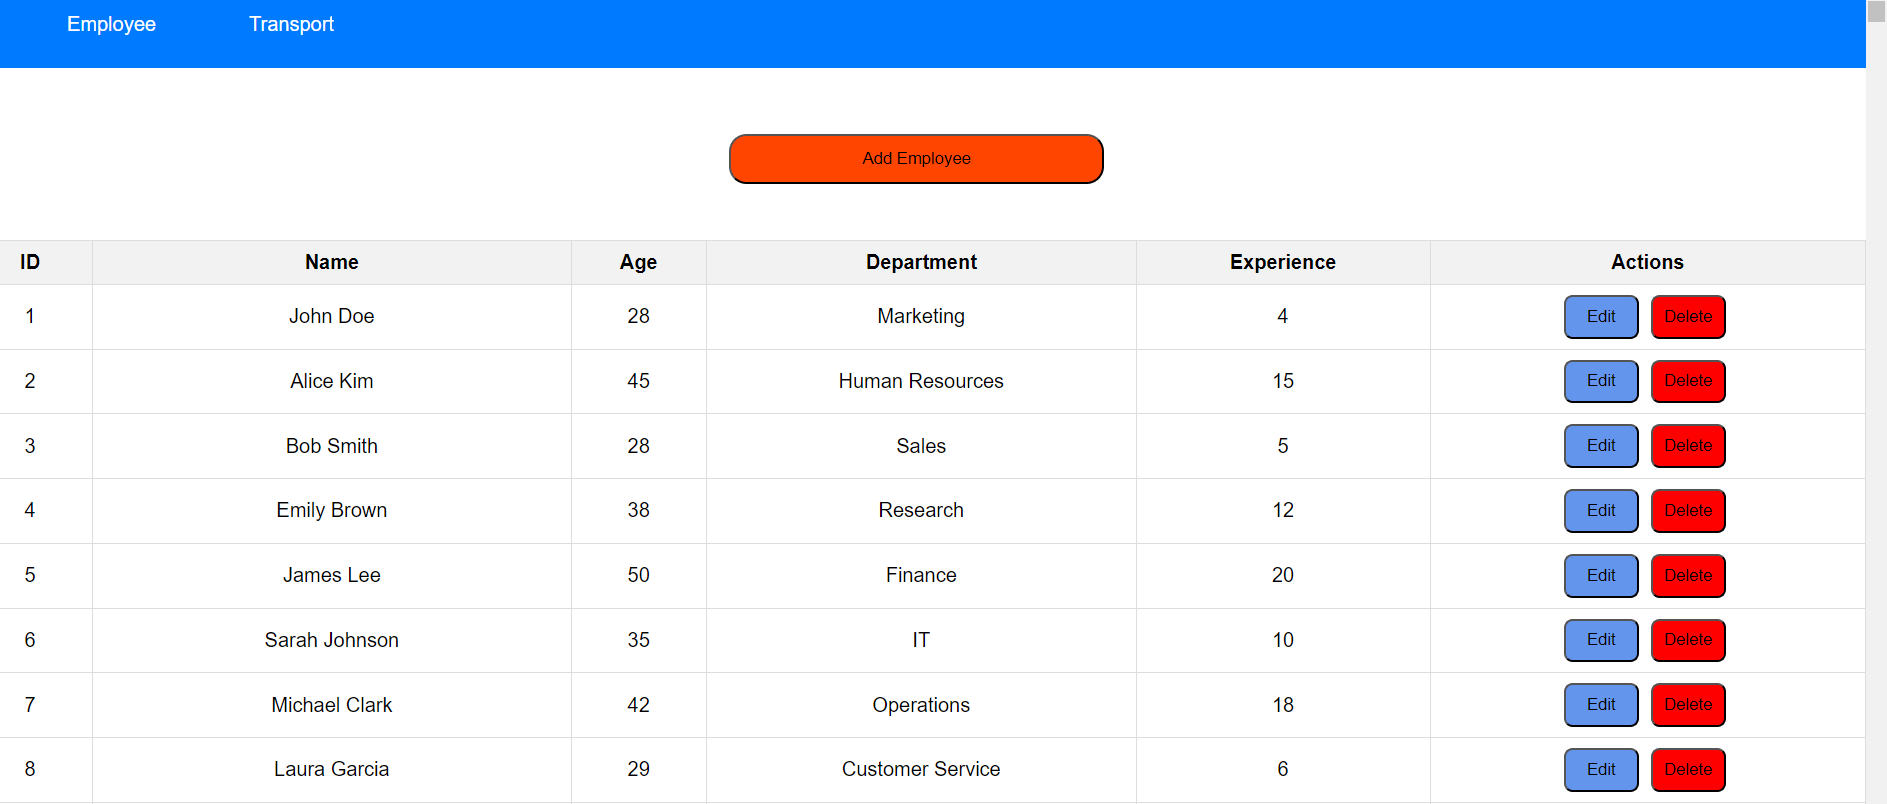 Employee Transport
Add Employee
ID Name Age Department Experience Actions
1 John Doe 28 Marketing 4 Edit Delete
2 Alice Kim 45 Human Resources 15 Edit Delete
3 Bob Smith 28 Sales 5 Edit Delete
4 Emily Brown 38 Research 12 Edit Delete
5 James Lee 50 Finance 20 Edit Delete
6 Sarah Johnson 35 IT 10 Edit Delete
7 Michael Clark 42 Operations 18 Edit Delete
8 Laura Garcia 29 Customer Service 6 Edit Delete